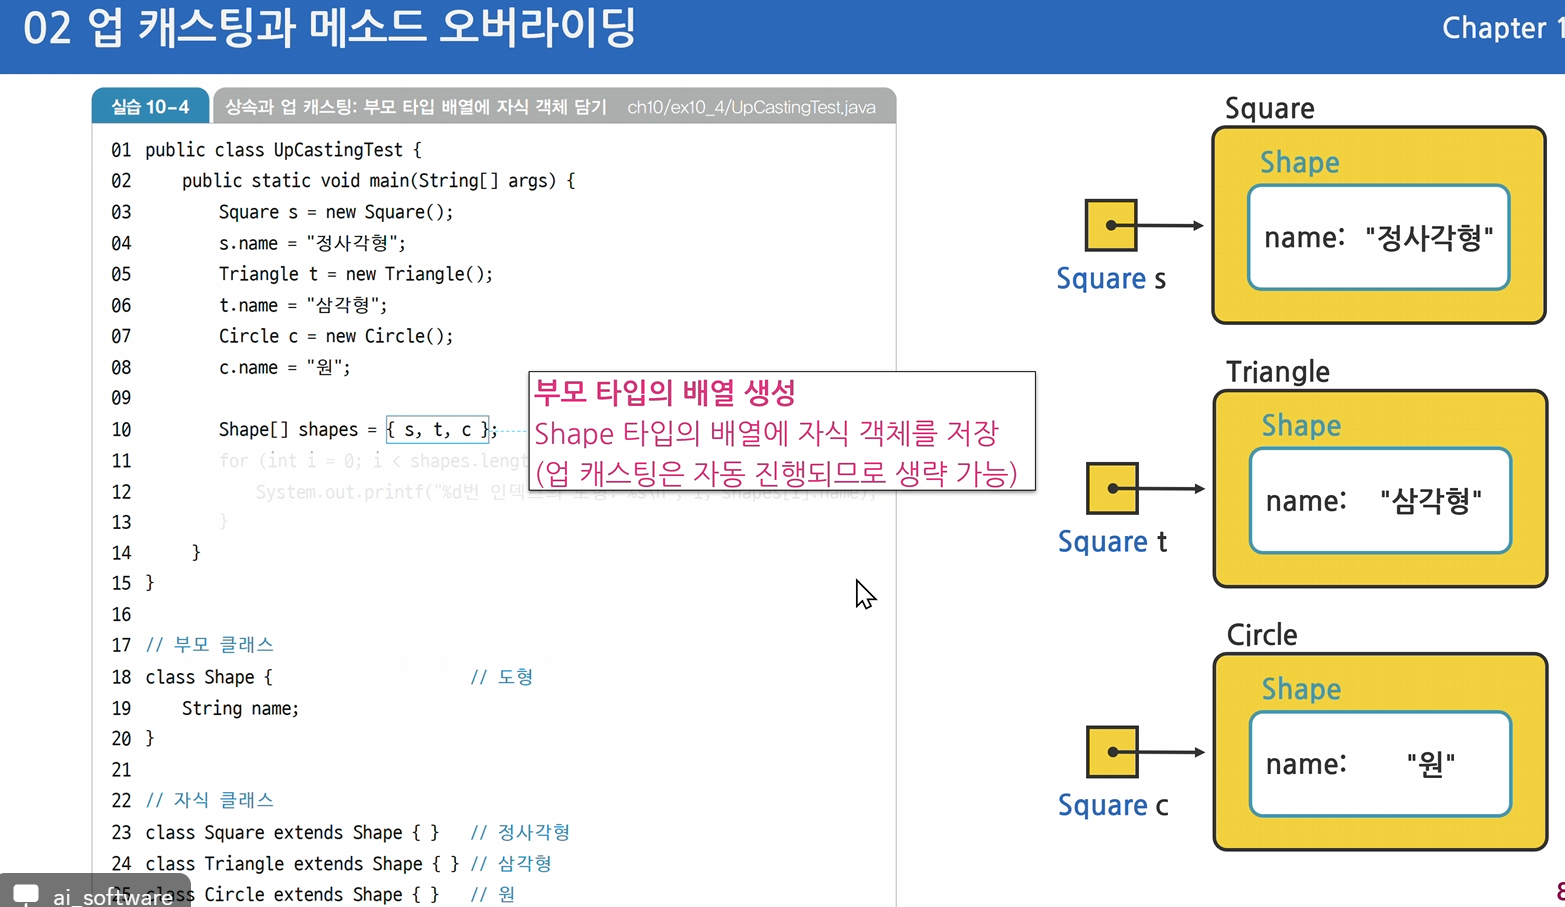 02 업 캐스팅과 메소드 오버라이딩
Chapter 1
실습 10-4 상속과 업 캐스팅: 부모 타입 배열에 자식 객체 담기 ch10/ex10_4/UpCastingTest.java
01 public class UpCastingTest {
02 public static void main(String[] args) {
03 Square s = new Square();
04 s.name = "정사각형";
05 Triangle t = new Triangle();
06 t.name = "삼각형";
07 Circle c = new Circle();
08 c.name = "원";
09
10 Shape[] shapes = { s, t, c };
11 for (int i = 0; i < shapes.lengt
12 System.out.printf("%d번 인덱스의 도형: %s\n", i, shapes[i].name);
13 }
14 }
15 }
16
17 // 부모 클래스
18 class Shape { // 도형
19 String name;
20 }
21
22 // 자식 클래스
23 class Square extends Shape { } // 정사각형
24 class Triangle extends Shape { } // 삼각형
25 class Circle extends Shape { } // 원
부모 타입의 배열 생성
Shape 타입의 배열에 자식 객체를 저장
(업 캐스팅은 자동 진행되므로 생략 가능)
Square
Shape
name: "정사각형"
Square s
Triangle
Shape
name: "삼각형"
Square t
Circle
Shape
name: "원"
Square c
8
ai_software